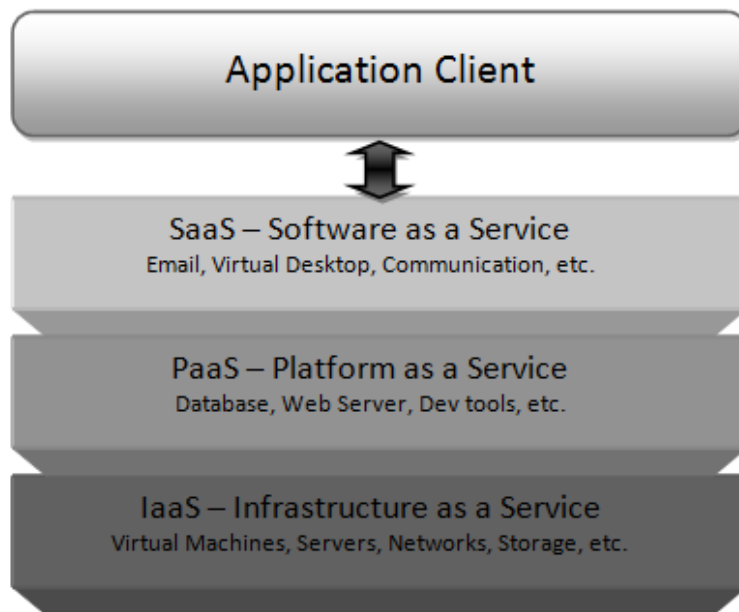 Application Client
SaaS – Software as a Service
Email, Virtual Desktop, Communication, etc.
PaaS – Platform as a Service
Database, Web Server, Dev tools, etc.
IaaS – Infrastructure as a Service
Virtual Machines, Servers, Networks, Storage, etc.